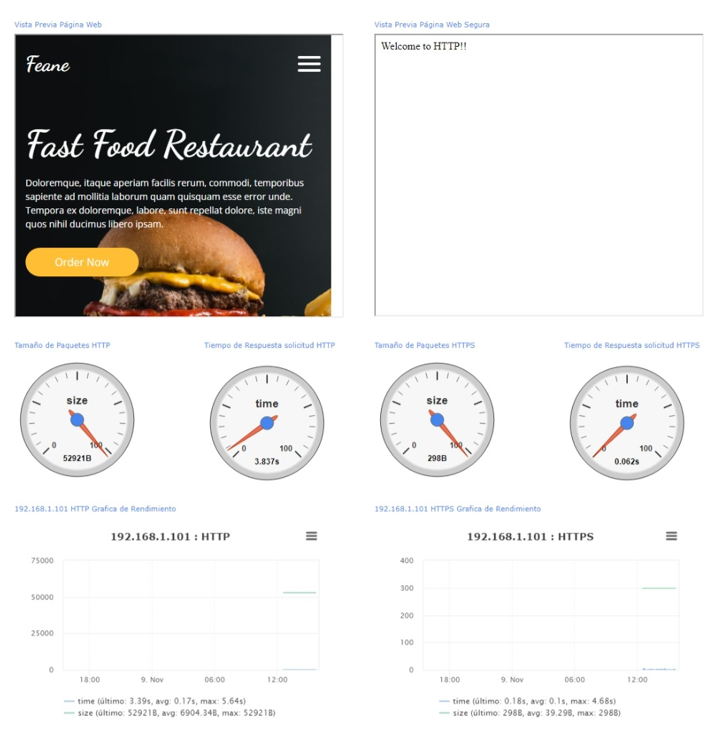 Vista Previa Página Web
Vista Previa Página Web Segura
Feane
Fast Food Restaurant
Doloremque, itaque aperiam facilis rerum, commodi, temporibus
sapiente ad mollitia laborum quam quisquam esse error unde.
Tempora ex doloremque, labore, sunt repellat dolore, iste magni
quos nihil ducimus libero ipsam.
Order Now
Welcome to HTTP!!
Tamaño de Paquetes HTTP
Tiempo de Respuesta solicitud HTTP
Tamaño de Paquetes HTTPS
Tiempo de Respuesta solicitud HTTPS
size
0
100
52921B
time
0
100
3.837s
size
0
100
298B
time
0
100
0.062s
192.168.1.101 HTTP Grafica de Rendimiento
192.168.1.101 HTTPS Grafica de Rendimiento
192.168.1.101 : HTTP
75000
50000
25000
0
18:00
9. Nov
06:00
12:00
time (último: 3.39s, avg: 0.17s, max: 5.64s)
size (último: 52921B, avg: 6904.34B, max: 52921B)
192.168.1.101 : HTTPS
400
300
200
100
0
18:00
9. Nov
06:00
12:00
time (último: 0.18s, avg: 0.1s, max: 4.68s)
size (último: 298B, avg: 39.29B, max: 298B)